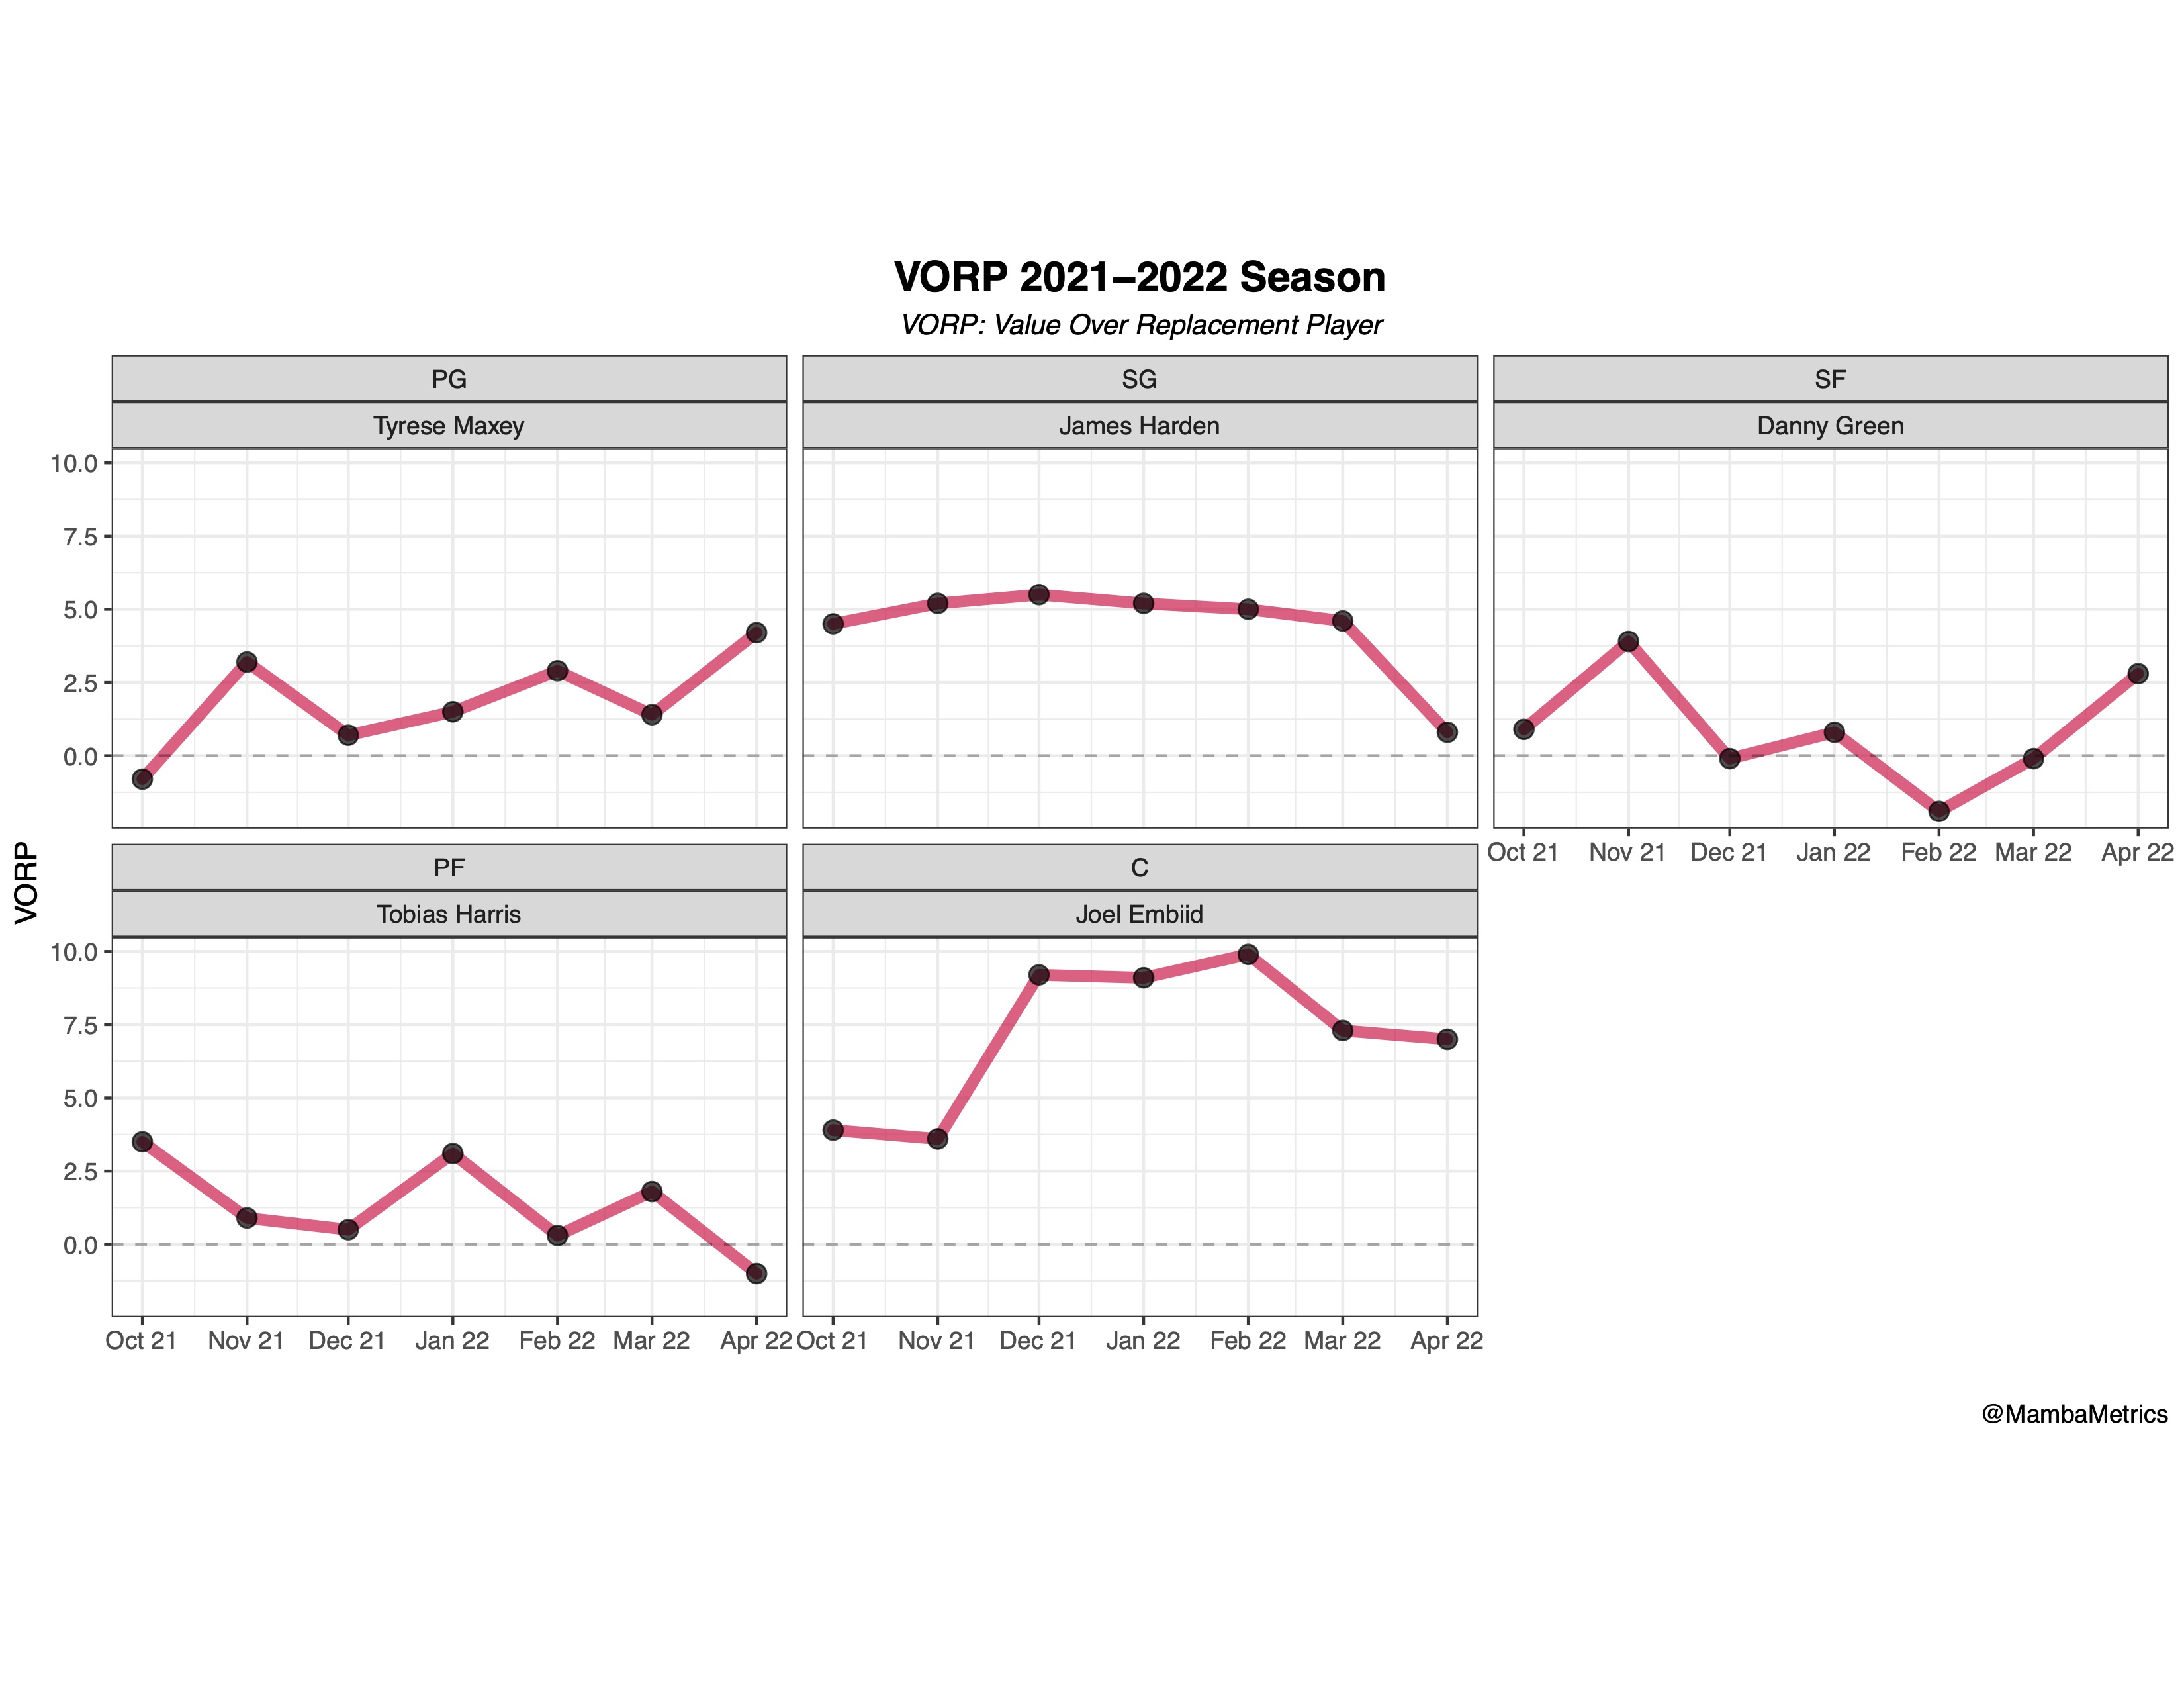 VORP 2021–2022 Season
VORP: Value Over Replacement Player
PG
SG
SF
Tyrese Maxey
James Harden
Danny Green
10.0
7.5
5.0
2.5
0.0
Oct 21 Nov 21 Dec 21 Jan 22 Feb 22 Mar 22 Apr 22
VORP
PF
C
Tobias Harris
Joel Embiid
10.0
7.5
5.0
2.5
0.0
Oct 21 Nov 21 Dec 21 Jan 22 Feb 22 Mar 22 Apr 22
Oct 21 Nov 21 Dec 21 Jan 22 Feb 22 Mar 22 Apr 22
@MambaMetrics